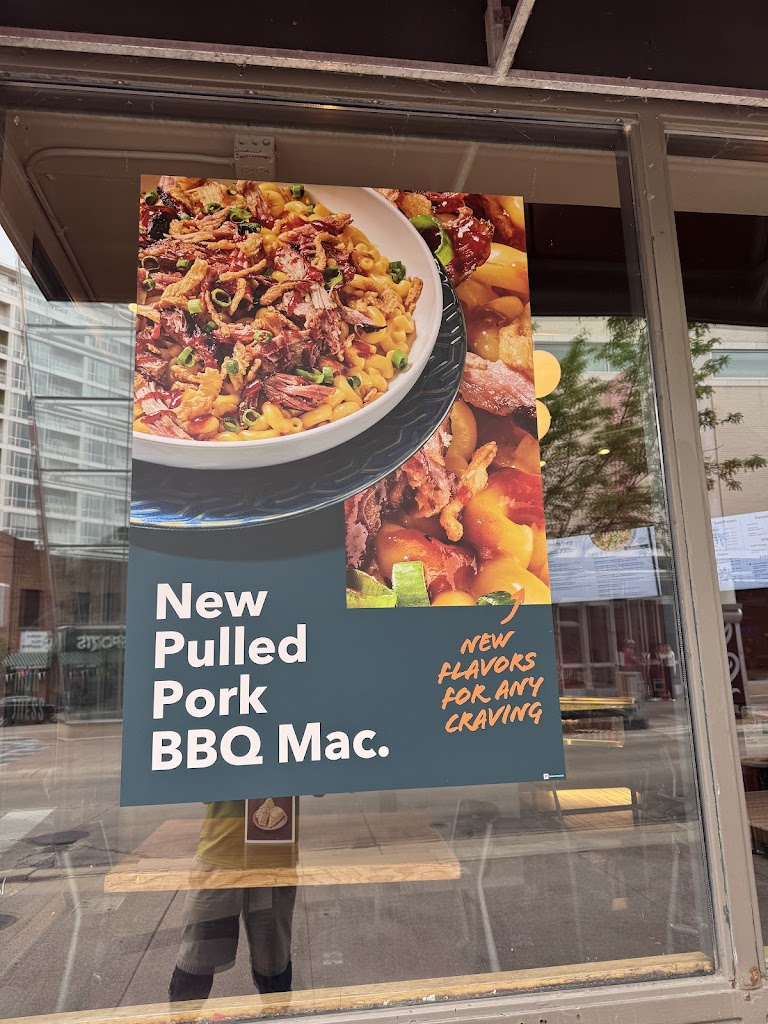 New
Pulled
Pork
BBQ Mac.
NEW
FLAVORS
FOR ANY
CRAVING